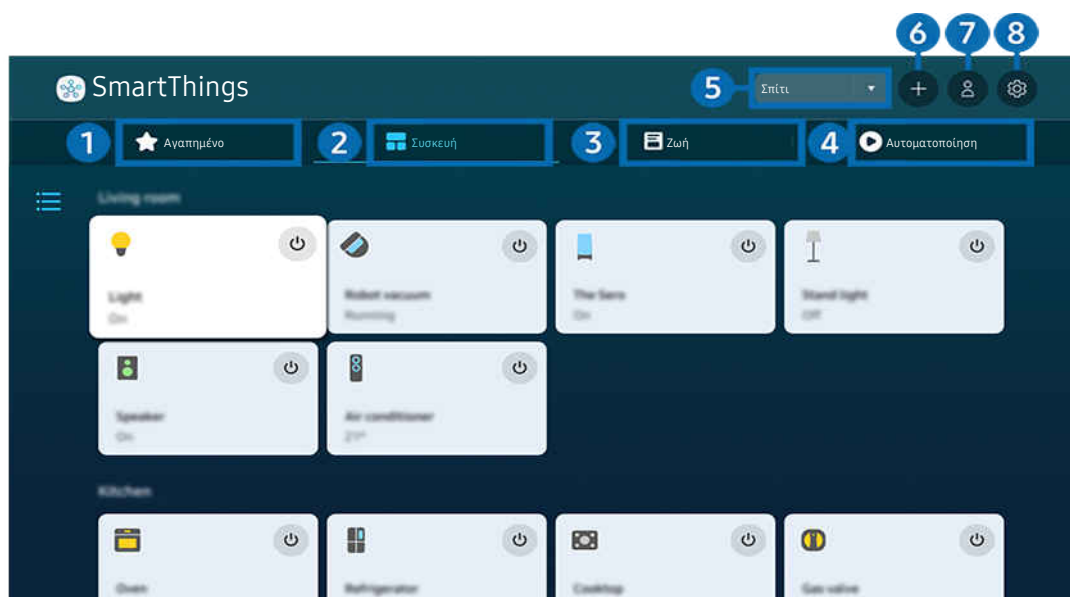 6 7 8
SmartThings
5 Σπίτι
1 Αγαπημένο 2 Συσκευή 3 Ζωή 4 Αυτοματοποίηση
Living room
Light
On
Robot vacuum
Running
The Sero
On
Stand light
Off
Speaker
On
Air conditioner
Kitchen
Oven
Refrigerator
Cooktop
Gas valve